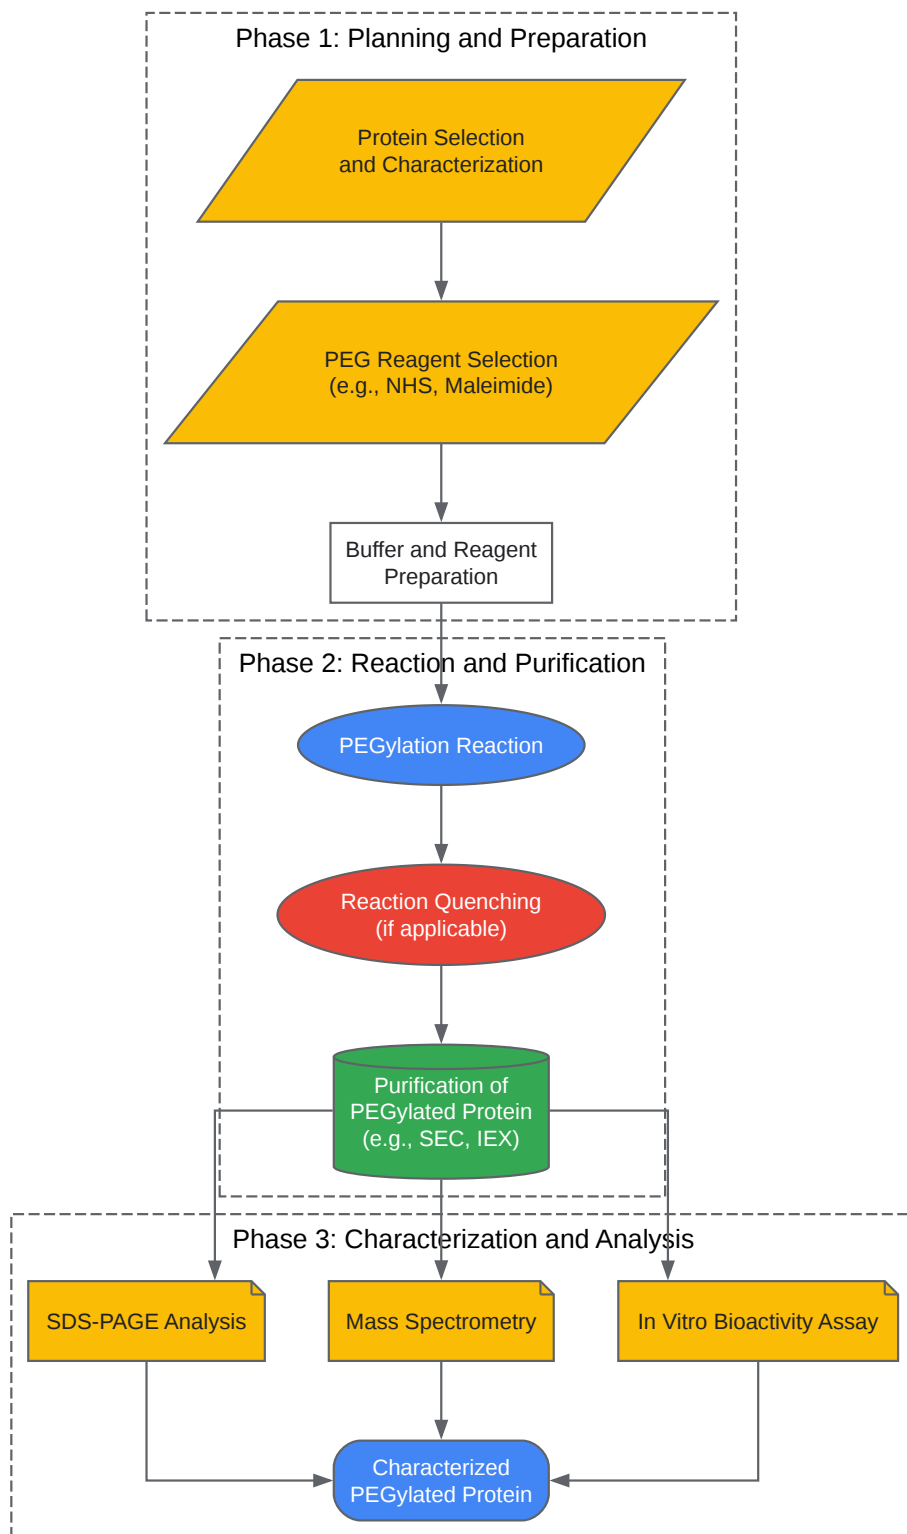 Phase 1: Planning and Preparation
Protein Selection
and Characterization
PEG Reagent Selection
(e.g., NHS, Maleimide)
Buffer and Reagent
Preparation
Phase 2: Reaction and Purification
PEGylation Reaction
Reaction Quenching
(if applicable)
Purification of
PEGylated Protein
(e.g., SEC, IEX)
Phase 3: Characterization and Analysis
SDS-PAGE Analysis
Mass Spectrometry
In Vitro Bioactivity Assay
Characterized
PEGylated Protein